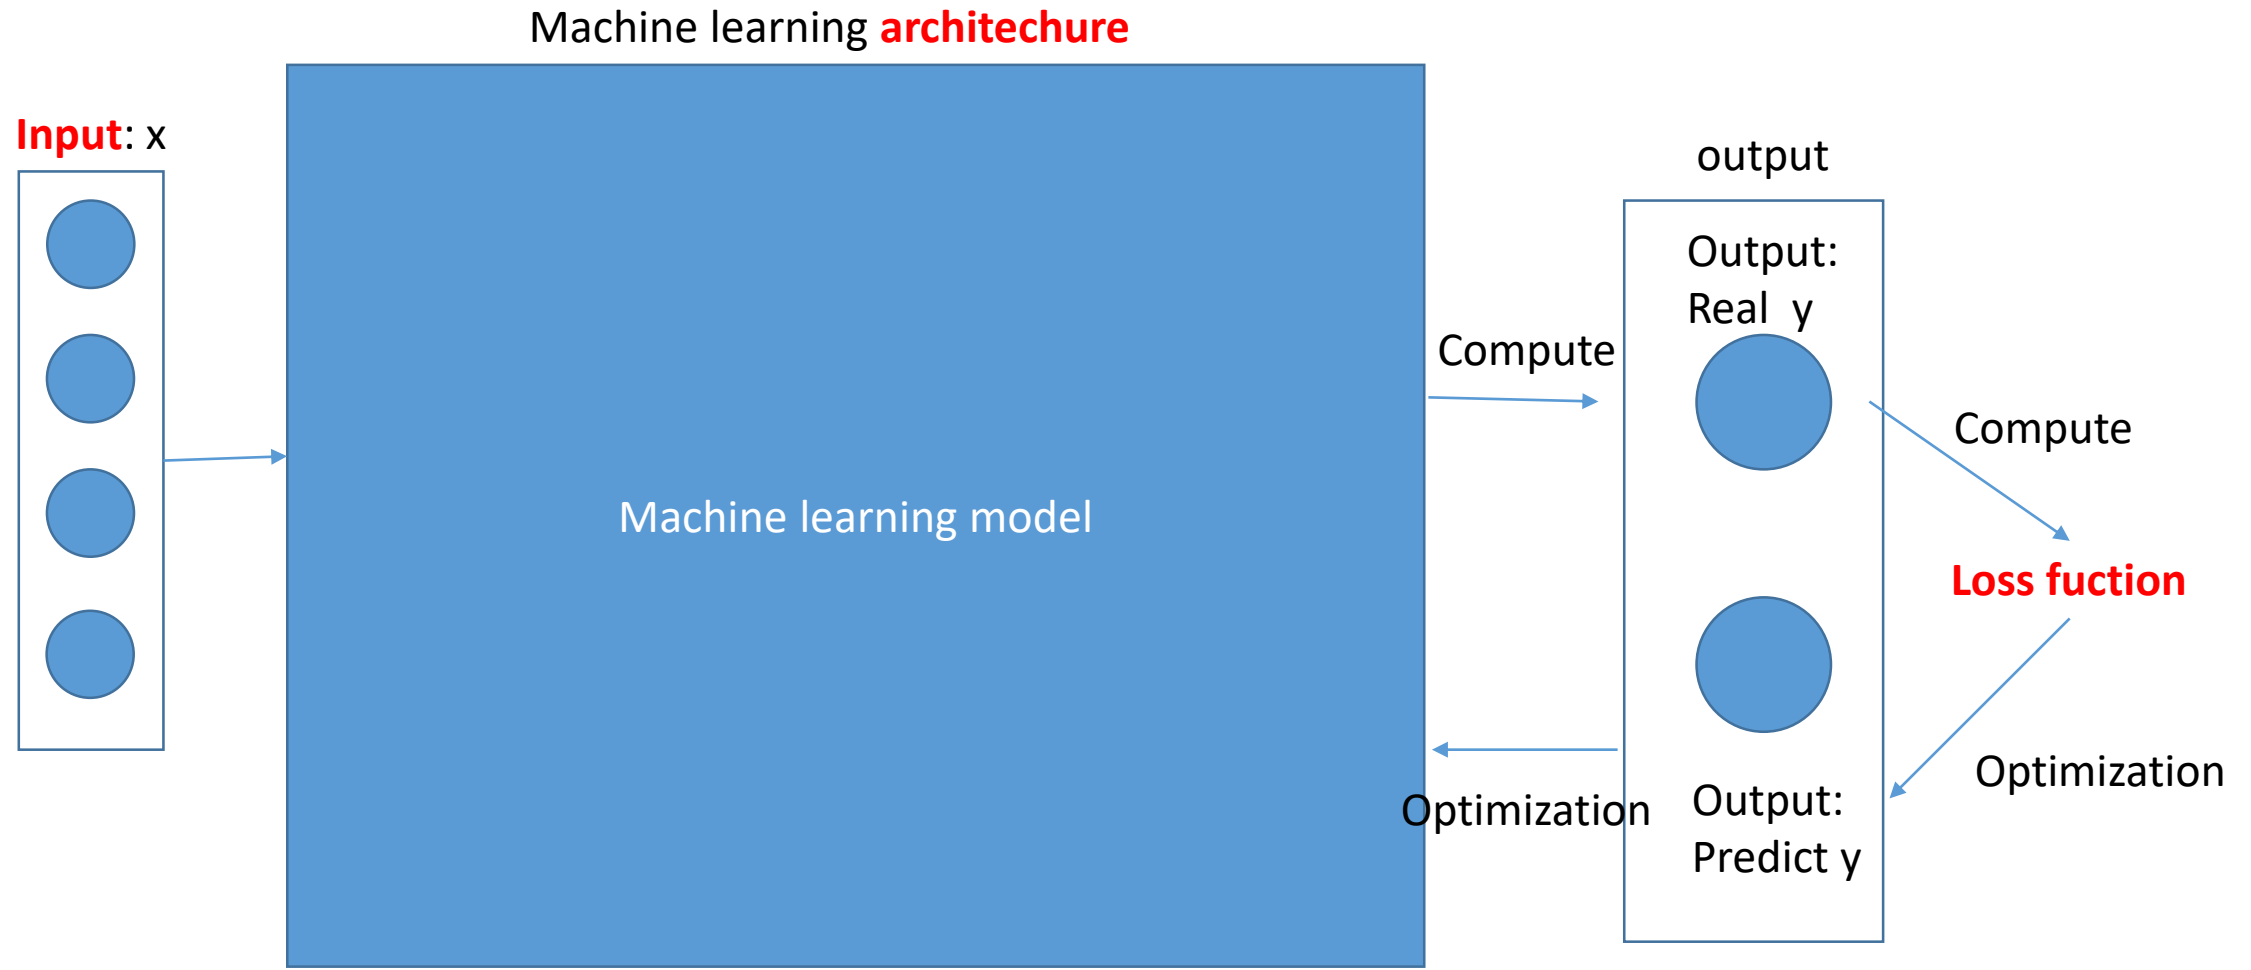 Machine learning architechure
Input: x
output
Output:
Real y
Compute
Compute
Machine learning model
Loss fuction
Optimization
Optimization
Output:
Predict y